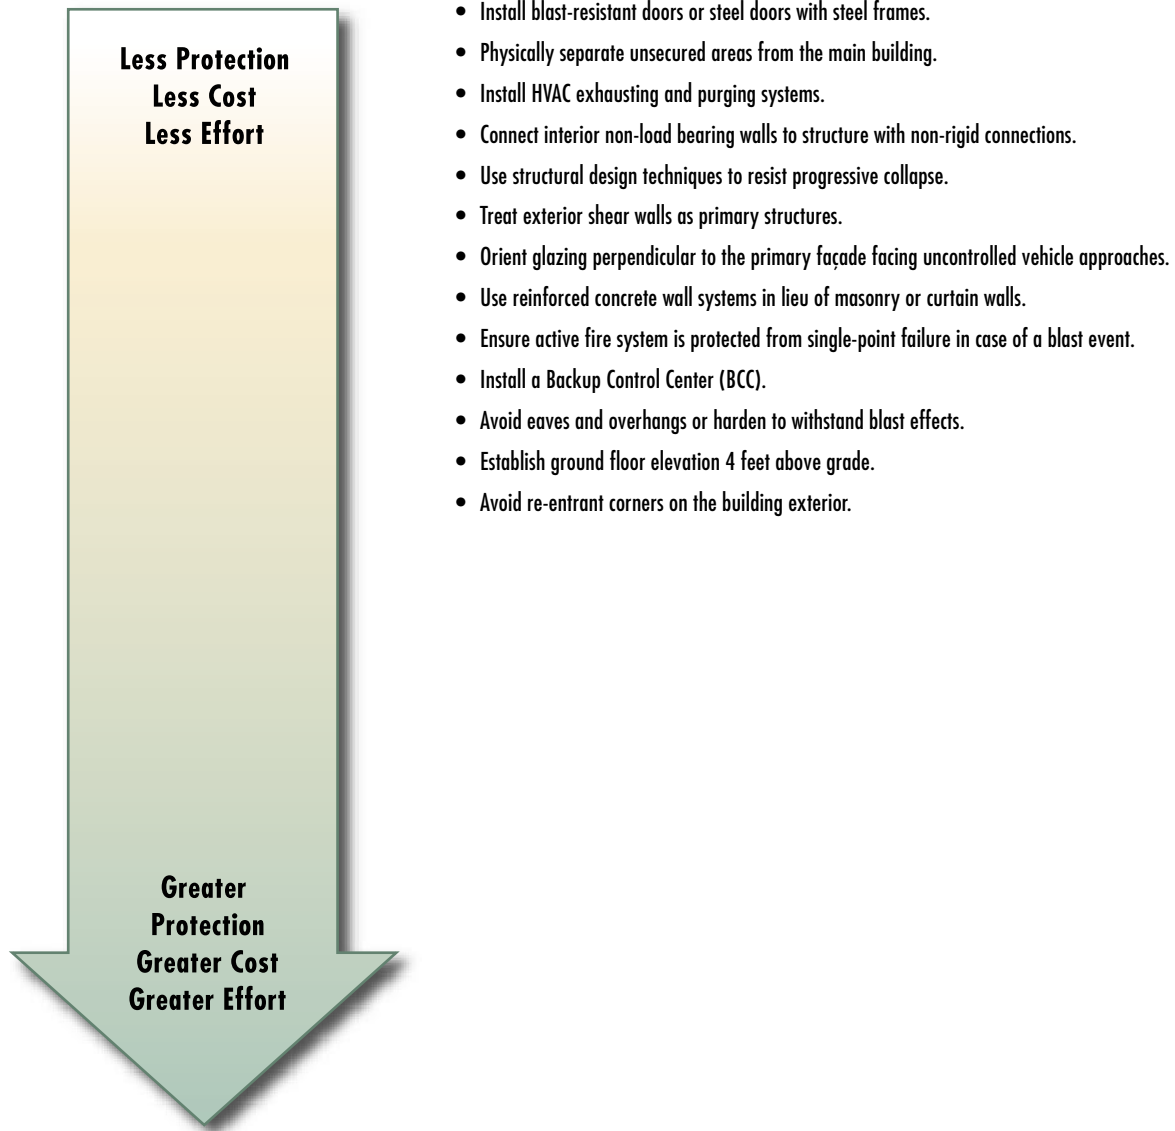 Less Protection
Less Cost
Less Effort
Greater
Protection
Greater Cost
Greater Effort
• Install blast-resistant doors or steel doors with steel frames.
• Physically separate unsecured areas from the main building.
• Install HVAC exhausting and purging systems.
• Connect interior non-load bearing walls to structure with non-rigid connections.
• Use structural design techniques to resist progressive collapse.
• Treat exterior shear walls as primary structures.
• Orient glazing perpendicular to the primary façade facing uncontrolled vehicle approaches.
• Use reinforced concrete wall systems in lieu of masonry or curtain walls.
• Ensure active fire system is protected from single-point failure in case of a blast event.
• Install a Backup Control Center (BCC).
• Avoid eaves and overhangs or harden to withstand blast effects.
• Establish ground floor elevation 4 feet above grade.
• Avoid re-entrant corners on the building exterior.